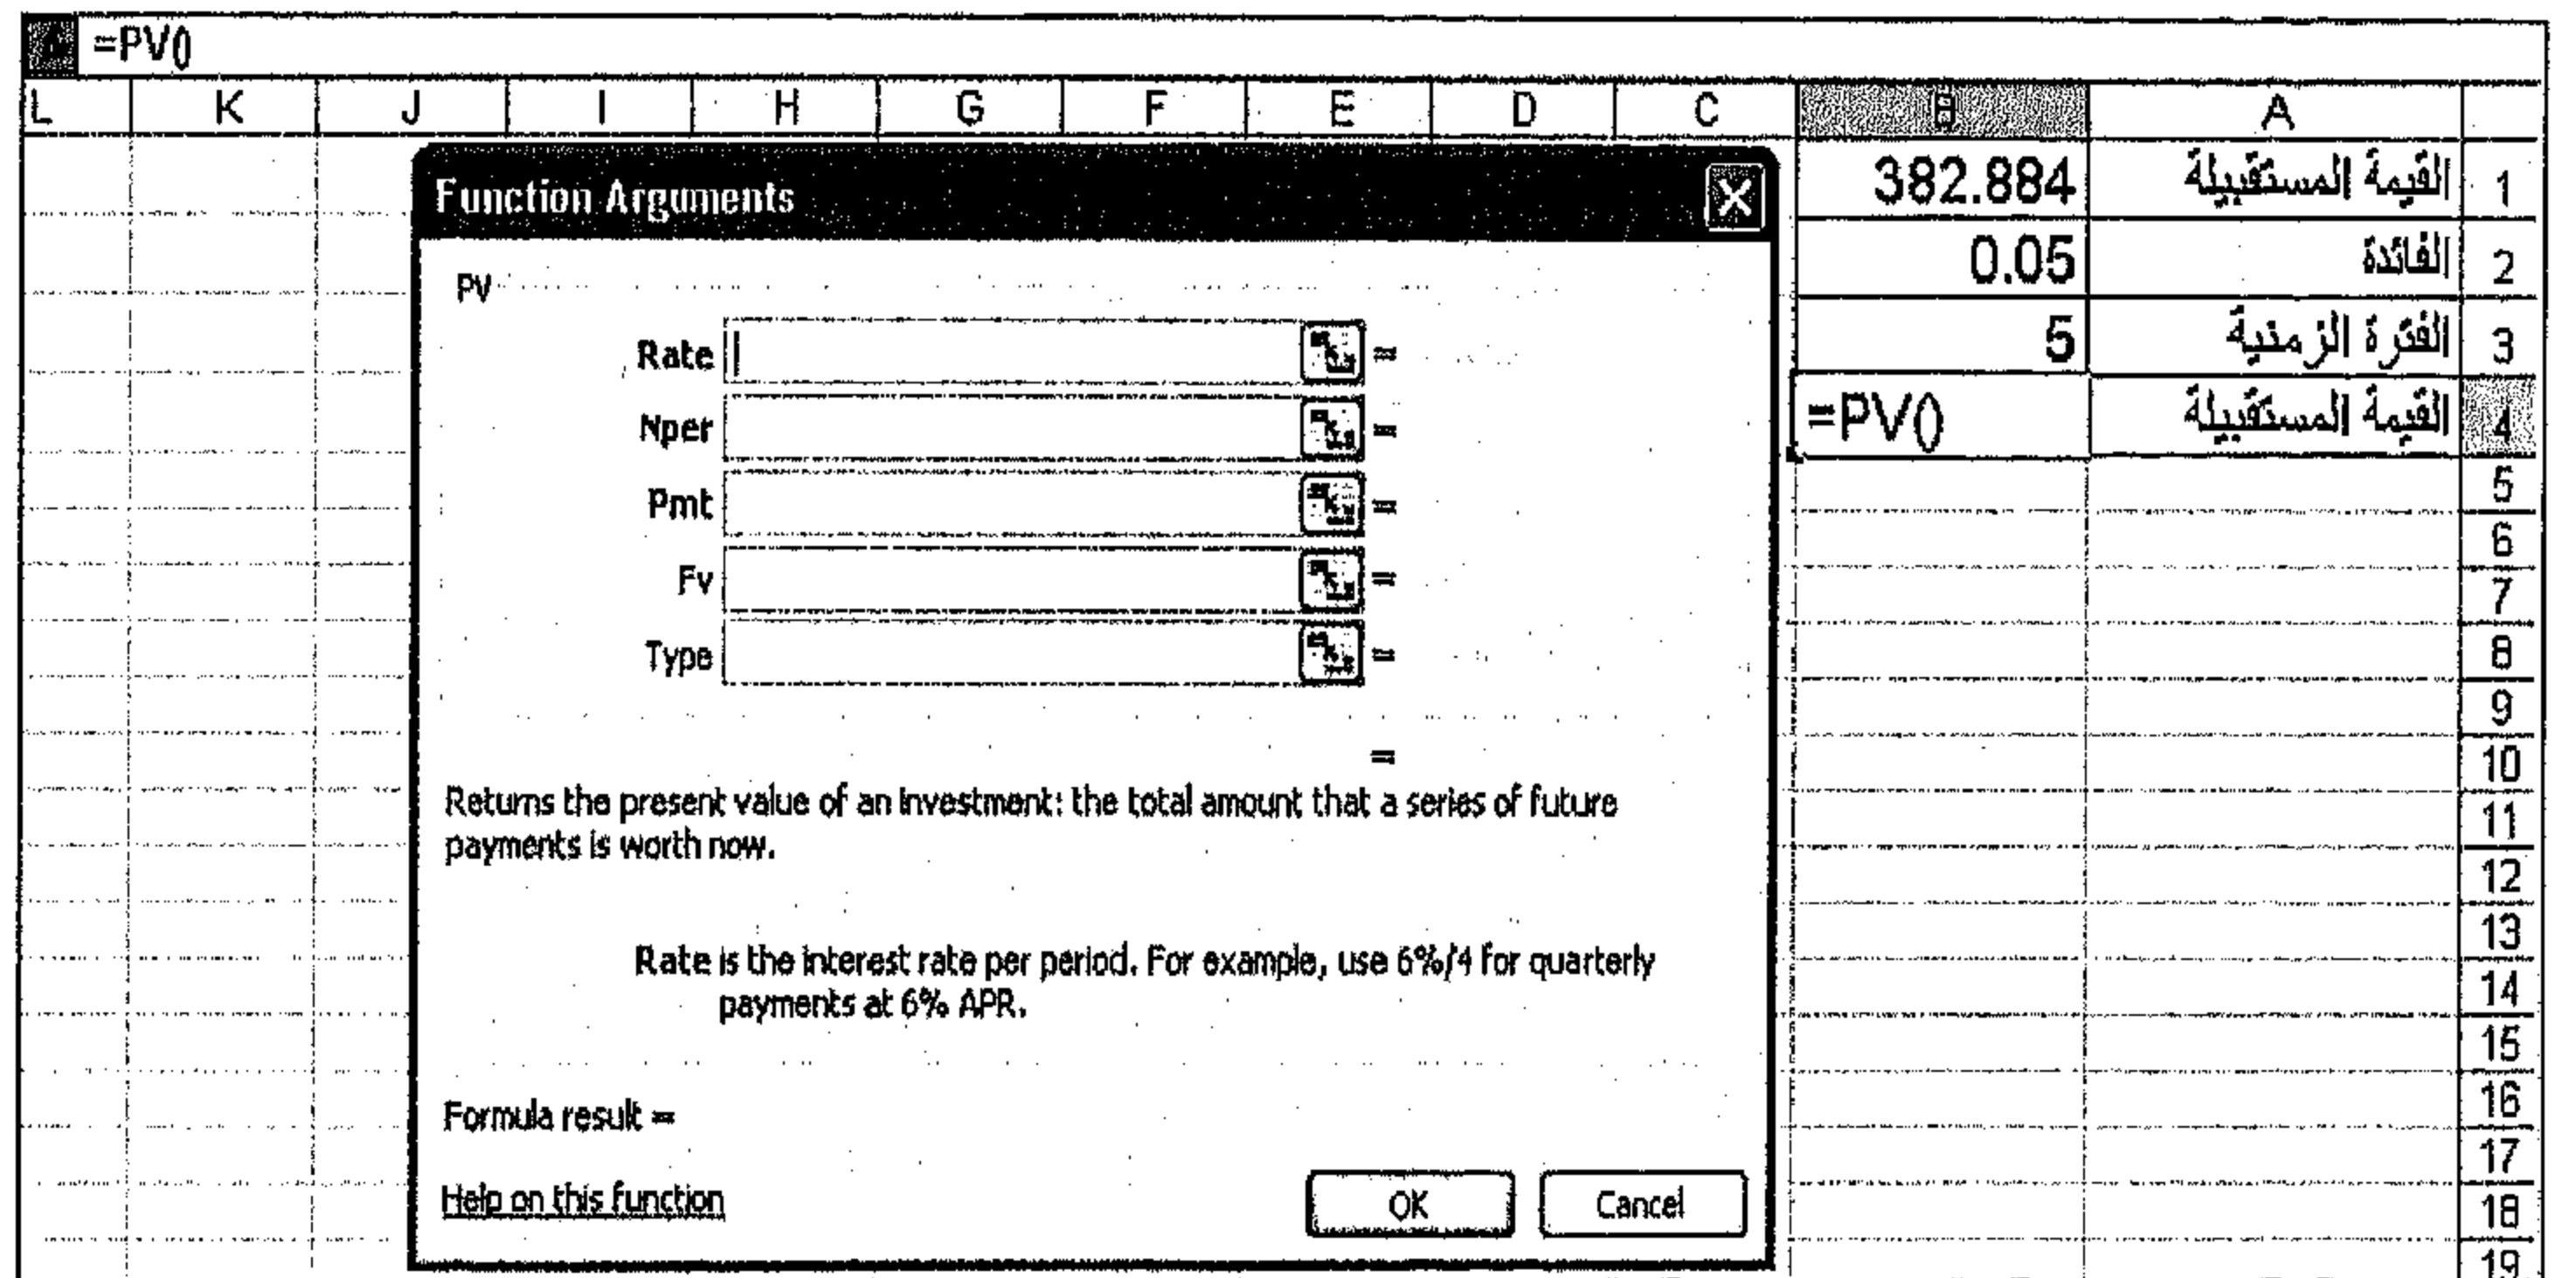 =PV()
L K J I H G F E D C B A
382.884 القيمة المستقبيلة 1
0.05 الفائدة 2
5 الفترة الزمنية 3
=PV() القيمة المستقبيلة 4
5
6
7
8
9
10
11
12
13
14
15
16
17
18
19
Function Arguments
PV
Rate =
Nper =
Pmt =
Fv =
Type =
=
Returns the present value of an investment: the total amount that a series of future
payments is worth now.
Rate is the interest rate per period. For example, use 6%/4 for quarterly
payments at 6% APR.
Formula result =
Help on this function
OK Cancel